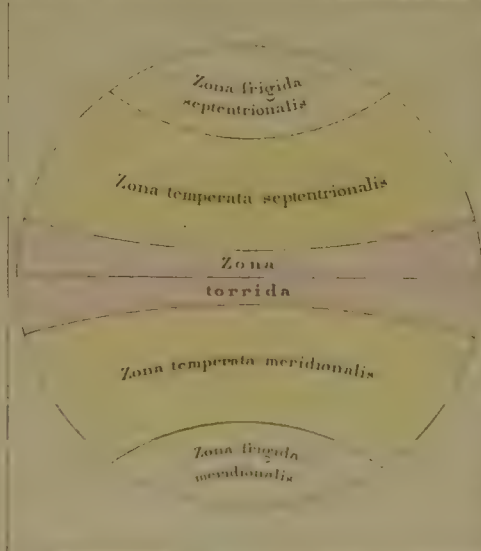 Zona frigida
septentrionalis
Zona temperata septentrionalis
Zona
torrida
Zona temperata meridionalis
Zona frigida
meridionalis